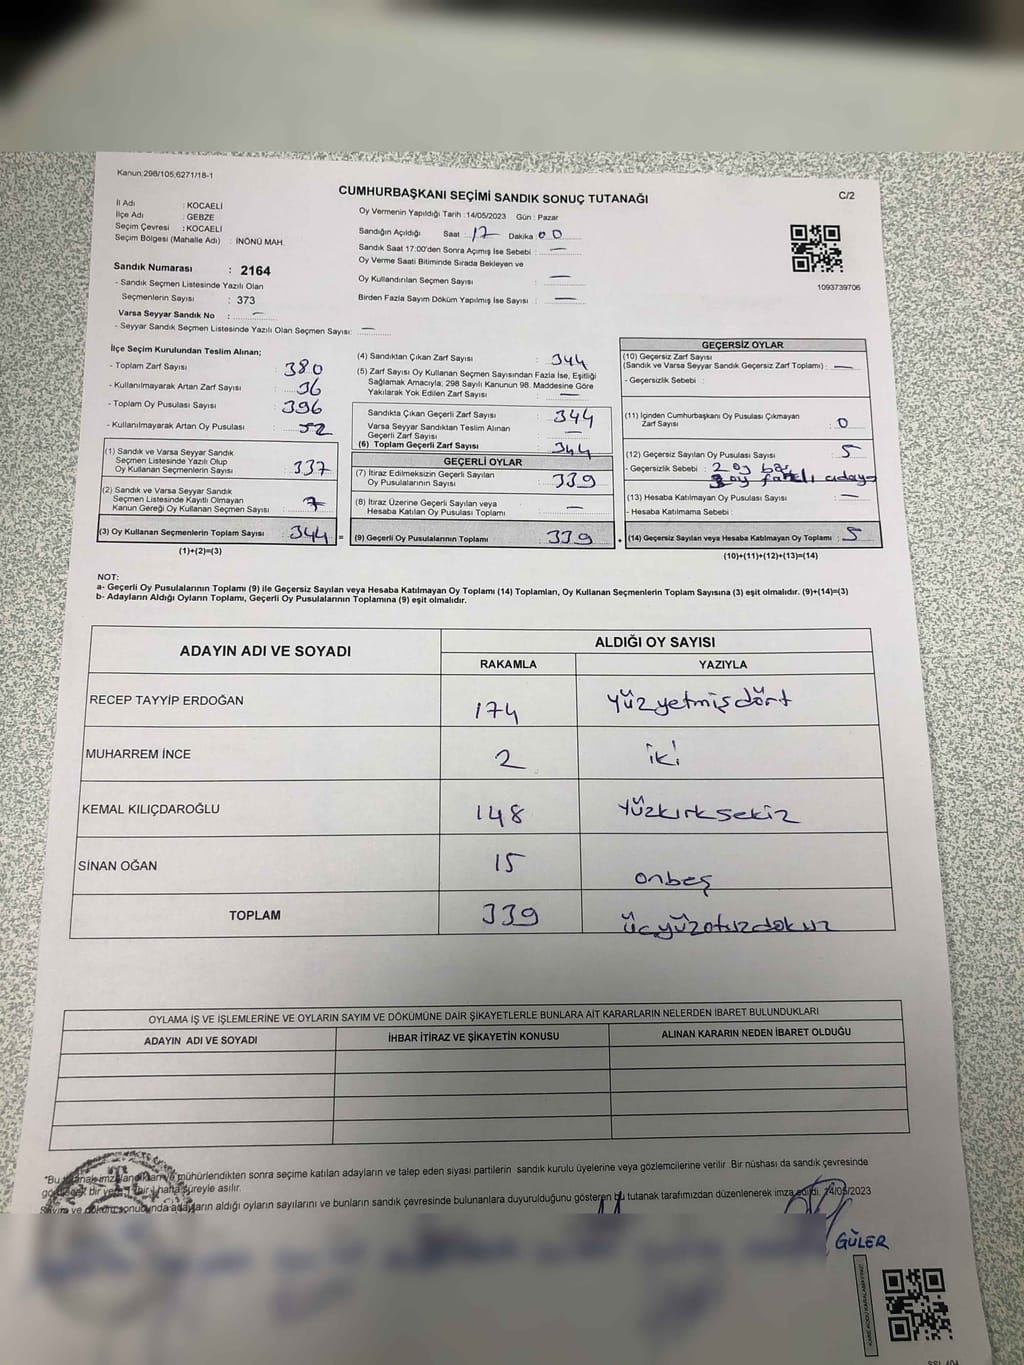 Kanun:298/105;6271/18-1
CUMHURBAŞKANI SEÇİMİ SANDIK SONUÇ TUTANAĞI
C/2
İl Adı : KOCAELİ
İlçe Adı : GEBZE
Seçim Çevresi : KOCAELİ
Seçim Bölgesi (Mahalle Adı) : İNÖNÜ MAH.
Sandık Numarası : 2164
- Sandık Seçmen Listesinde Yazılı Olan
Seçmenlerin Sayısı : 373
Varsa Seyyar Sandık No : —
- Seyyar Sandık Seçmen Listesinde Yazılı Olan Seçmen Sayısı: —
Oy Vermenin Yapıldığı Tarih :14/05/2023 Gün : Pazar
Sandığın Açıldığı Saat : 17 Dakika 00
Sandık Saat 17:00'den Sonra Açımış İse Sebebi : —
Oy Verme Saati Bitiminde Sırada Bekleyen ve
Oy Kullandırılan Seçmen Sayısı : —
Birden Fazla Sayım Döküm Yapılmış İse Sayısı : —
1093739706
İlçe Seçim Kurulundan Teslim Alınan;
- Toplam Zarf Sayısı : 380
- Kullanılmayarak Artan Zarf Sayısı : 36
- Toplam Oy Pusulası Sayısı : 396
- Kullanılmayarak Artan Oy Pusulası : 52
(1) Sandık ve Varsa Seyyar Sandık
Seçmen Listesinde Yazılı Olup
Oy Kullanan Seçmenlerin Sayısı : 337
(2) Sandık ve Varsa Seyyar Sandık
Seçmen Listesinde Kayıtlı Olmayan
Kanun Gereği Oy Kullanan Seçmen Sayısı : 7
(3) Oy Kullanan Seçmenlerin Toplam Sayısı : 344 =
(1)+(2)=(3)
(4) Sandıktan Çıkan Zarf Sayısı : 344
(5) Zarf Sayısı Oy Kullanan Seçmen Sayısından Fazla İse, Eşitliği
Sağlamak Amacıyla; 298 Sayılı Kanunun 98. Maddesine Göre
Yakılarak Yok Edilen Zarf Sayısı : —
Sandıkta Çıkan Geçerli Zarf Sayısı : 344
Varsa Seyyar Sandıktan Teslim Alınan
Geçerli Zarf Sayısı : —
(6) Toplam Geçerli Zarf Sayısı : 344
GEÇERLİ OYLAR
(7) İtiraz Edilmeksizin Geçerli Sayılan
Oy Pusulalarının Sayısı : 339
(8) İtiraz Üzerine Geçerli Sayılan veya
Hesaba Katılan Oy Pusulası Toplamı : —
(9) Geçerli Oy Pusulalarının Toplamı : 339 +
GEÇERSİZ OYLAR
(10) Geçersiz Zarf Sayısı
(Sandık ve Varsa Seyyar Sandık Geçersiz Zarf Toplamı) : —
- Geçersizlik Sebebi :
(11) İçinden Cumhurbaşkanı Oy Pusulası Çıkmayan
Zarf Sayısı : 0
(12) Geçersiz Sayılan Oy Pusulası Sayısı : 5
- Geçersizlik Sebebi : 2 oy
oy farklı adaya
(13) Hesaba Katılmayan Oy Pusulası Sayısı : —
- Hesaba Katılmama Sebebi :
(14) Geçersiz Sayılan veya Hesaba Katılmayan Oy Toplamı : 5
(10)+(11)+(12)+(13)=(14)
NOT:
a- Geçerli Oy Pusulalarının Toplamı (9) ile Geçersiz Sayılan veya Hesaba Katılmayan Oy Toplamı (14) Toplamları, Oy Kullanan Seçmenlerin Toplam Sayısına (3) eşit olmalıdır. (9)+(14)=(3)
b- Adayların Aldığı Oyların Toplamı, Geçerli Oy Pusulalarının Toplamına (9) eşit olmalıdır.
ADAYIN ADI VE SOYADI ALDIĞI OY SAYISI
RAKAMLA YAZIYLA
RECEP TAYYİP ERDOĞAN 174 yüzyetmişdört
MUHARREM İNCE 2 iki
KEMAL KILIÇDAROĞLU 148 yüzkırksekiz
SİNAN OĞAN 15 onbeş
TOPLAM 339 üçyüzotuzdokuz
OYLAMA İŞ VE İŞLEMLERİNE VE OYLARIN SAYIM VE DÖKÜMÜNE DAİR ŞİKAYETLERLE BUNLARA AİT KARARLARIN NELERDEN İBARET BULUNDUKLARI
ADAYIN ADI VE SOYADI İHBAR İTİRAZ VE ŞİKAYETİN KONUSU ALINAN KARARIN NEDEN İBARET OLDUĞU
*Bu tutanak imzalandıktan ve mühürlendikten sonra seçime katılan adayların ve talep eden siyasi partilerin sandık kurulu üyelerine veya gözlemcilerine verilir .Bir nüshası da sandık çevresinde
bir yere (bir) hafta süreyle asılır.
Sayım ve döküm sonucunda adayların aldığı oyların sayılarını ve bunların sandık çevresinde bulunanlara duyurulduğunu gösteren bu tutanak tarafımızdan düzenlenerek imza edildi. 14/05/2023
GÜLER